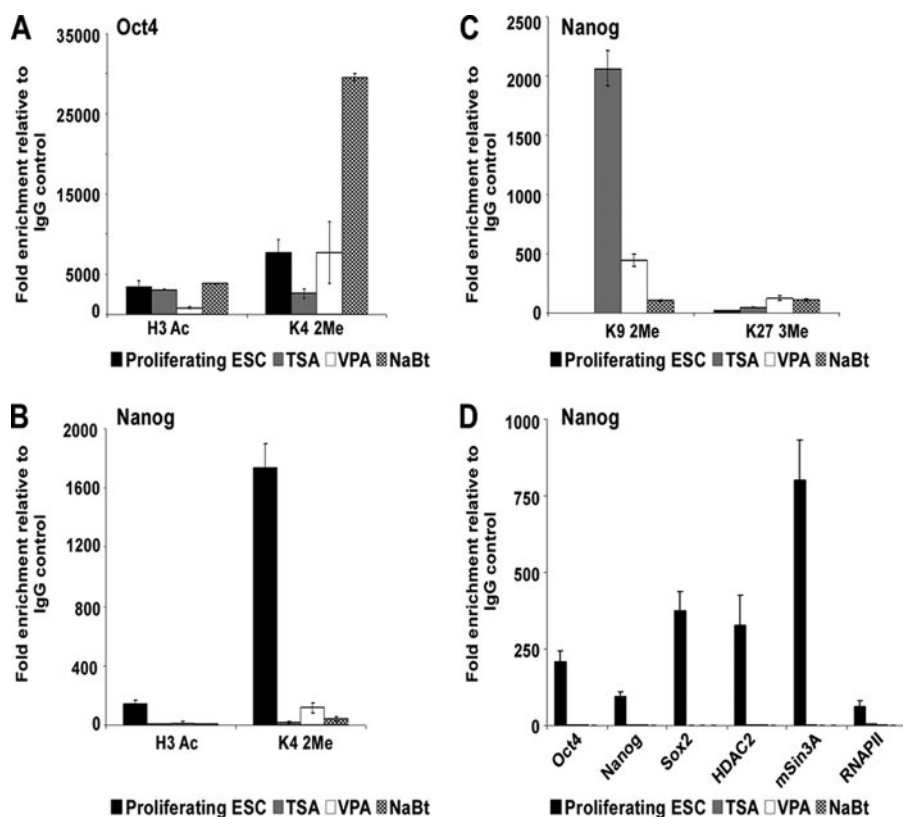 A
Oct4
Fold enrichment relative to
IgG control
35000
25000
15000
5000
0
H3 Ac
K4 2Me
Proliferating ESC TSA VPA NaBt
B
Nanog
Fold enrichment relative to
IgG control
2000
1600
1200
800
400
0
H3 Ac
K4 2Me
Proliferating ESC TSA VPA NaBt
C
Nanog
Fold enrichment relative to
IgG control
2500
2000
1500
1000
500
0
K9 2Me
K27 3Me
Proliferating ESC TSA VPA NaBt
D
Nanog
Fold enrichment relative to
IgG control
1000
750
500
250
0
Oct4
Nanog
Sox2
HDAC2
mSin3A
RNAPII
Proliferating ESC TSA VPA NaBt